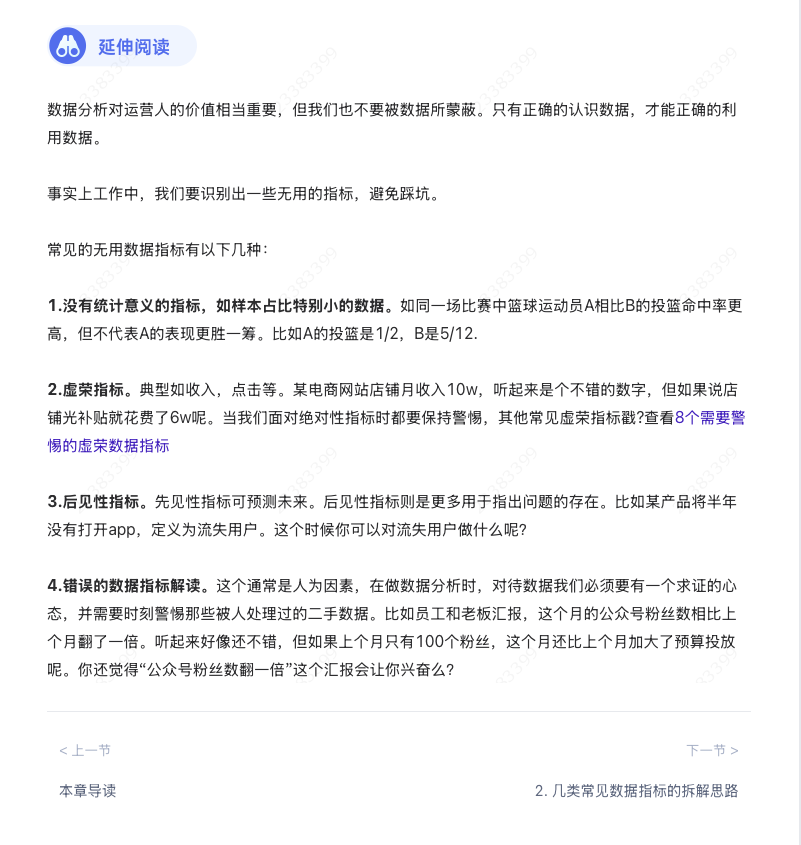 延伸阅读
数据分析对运营人的价值相当重要，但我们也不要被数据所蒙蔽。只有正确的认识数据，才能正确的利
用数据。
事实上工作中，我们要识别出一些无用的指标，避免踩坑。
常见的无用数据指标有以下几种：
1.没有统计意义的指标，如样本占比特别小的数据。如同一场比赛中篮球运动员A相比B的投篮命中率更
高，但不代表A的表现更胜一筹。比如A的投篮是1/2，B是5/12.
2.虚荣指标。典型如收入，点击等。某电商网站店铺月收入10w，听起来是个不错的数字，但如果说店
铺光补贴就花费了6w呢。当我们面对绝对性指标时都要保持警惕，其他常见虚荣指标戳?查看8个需要警
惕的虚荣数据指标
3.后见性指标。先见性指标可预测未来。后见性指标则是更多用于指出问题的存在。比如某产品将半年
没有打开app，定义为流失用户。这个时候你可以对流失用户做什么呢?
4.错误的数据指标解读。这个通常是人为因素，在做数据分析时，对待数据我们必须要有一个求证的心
态，并需要时刻警惕那些被人处理过的二手数据。比如员工和老板汇报，这个月的公众号粉丝数相比上
个月翻了一倍。听起来好像还不错，但如果上个月只有100个粉丝，这个月还比上个月加大了预算投放
呢。你还觉得“公众号粉丝数翻一倍”这个汇报会让你兴奋么?
< 上一节
下一节 >
本章导读
2. 几类常见数据指标的拆解思路